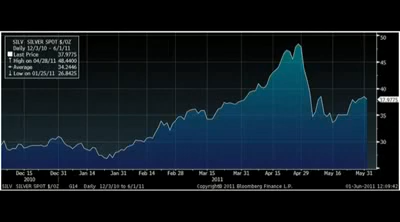 SILV SILVER SPOT $/OZ
Daily 12/3/10 - 6/1/11
Last Price 37.9775
High on 04/28/11 48.4400
Average 34.2446
Low on 01/25/11 26.8425
50
45
40
37.9775
35
30
25
Dec 15 Dec 31 Jan 14 Jan 31 Feb 14 Feb 28 Mar 15 Mar 31 Apr 15 Apr 29 May 16 May 31
2010 2011
SILV SILVER SPOT $/OZ G14 Daily 12/3/10 to 6/1/11 Copyright© 2011 Bloomberg Finance L.P. 01-Jun-2011 12:09:42